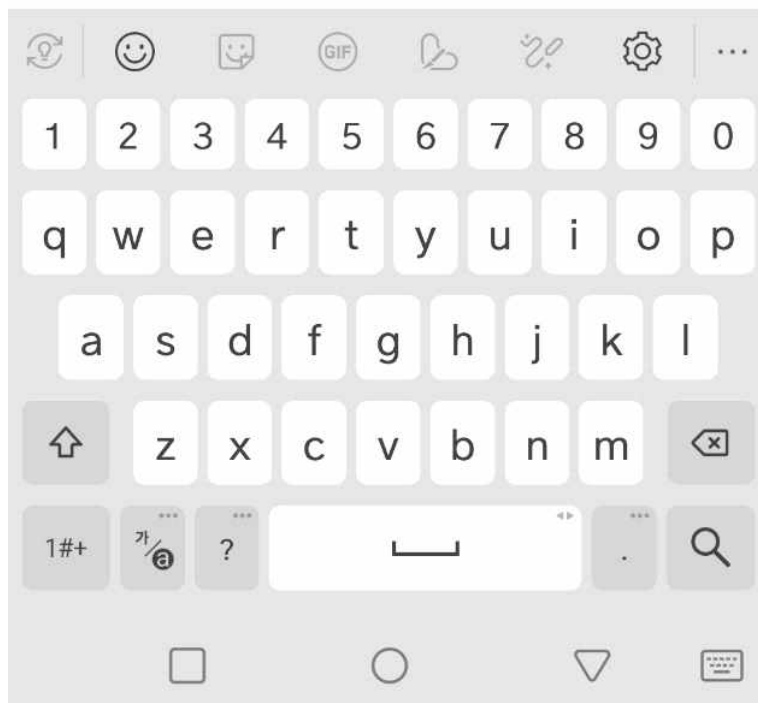 GIF
1 2 3 4 5 6 7 8 9 0
q w e r t y u i o p
a s d f g h j k l
z x c v b n m
1#+ 가/a ? .